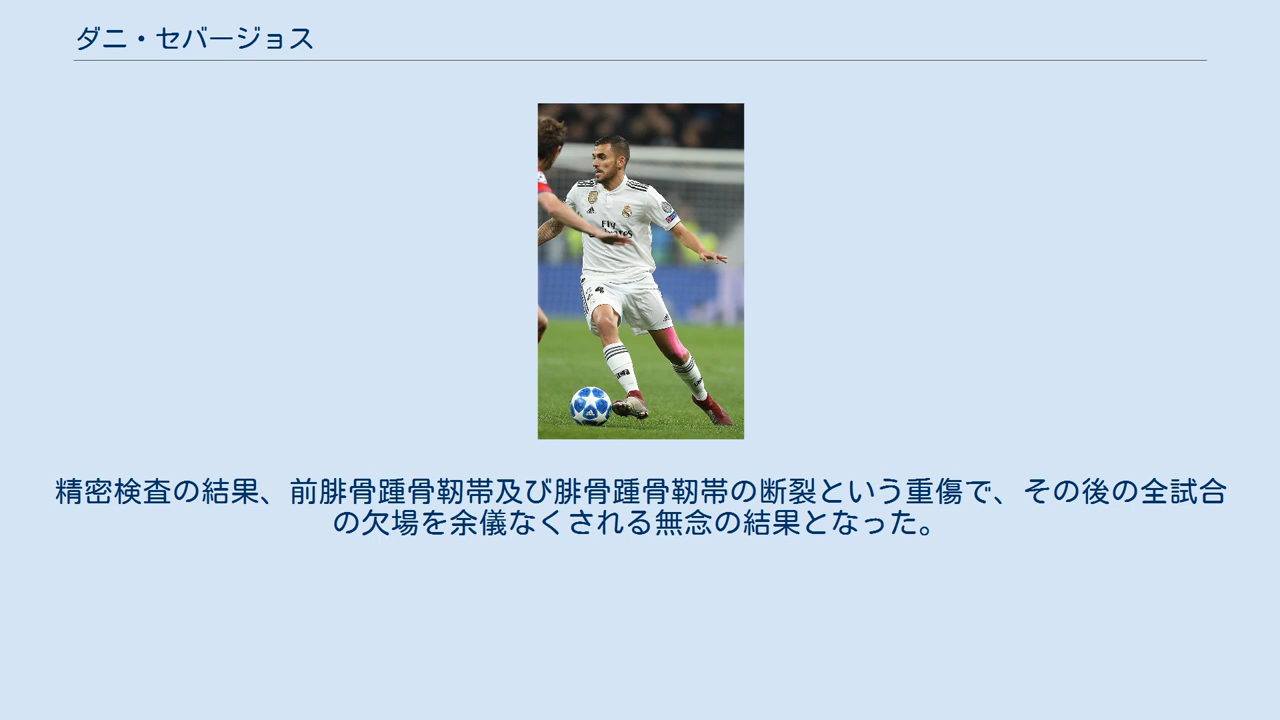 ダニ・セバージョス
Fly
精密検査の結果、前腓骨踵骨靭帯及び腓骨踵骨靭帯の断裂という重傷で、その後の全試合
の欠場を余儀なくされる無念の結果となった。